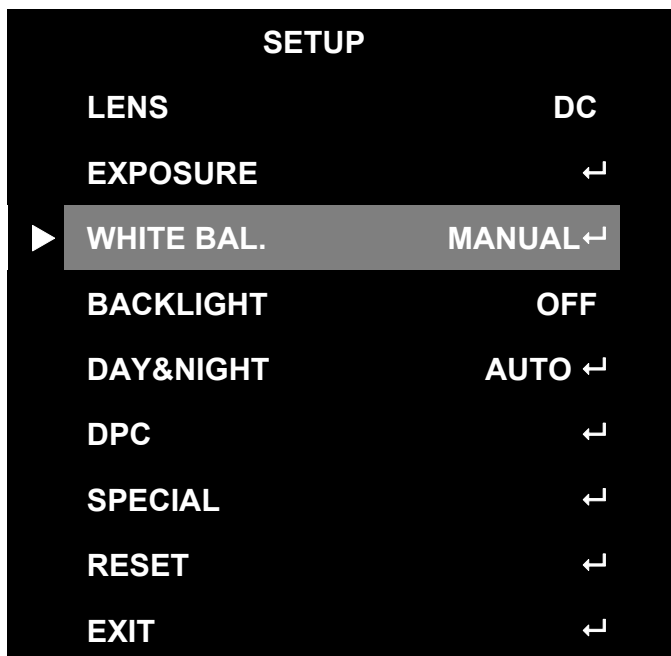 SETUP
LENS DC
EXPOSURE ↵
WHITE BAL. MANUAL↵
BACKLIGHT OFF
DAY&NIGHT AUTO ↵
DPC ↵
SPECIAL ↵
RESET ↵
EXIT ↵